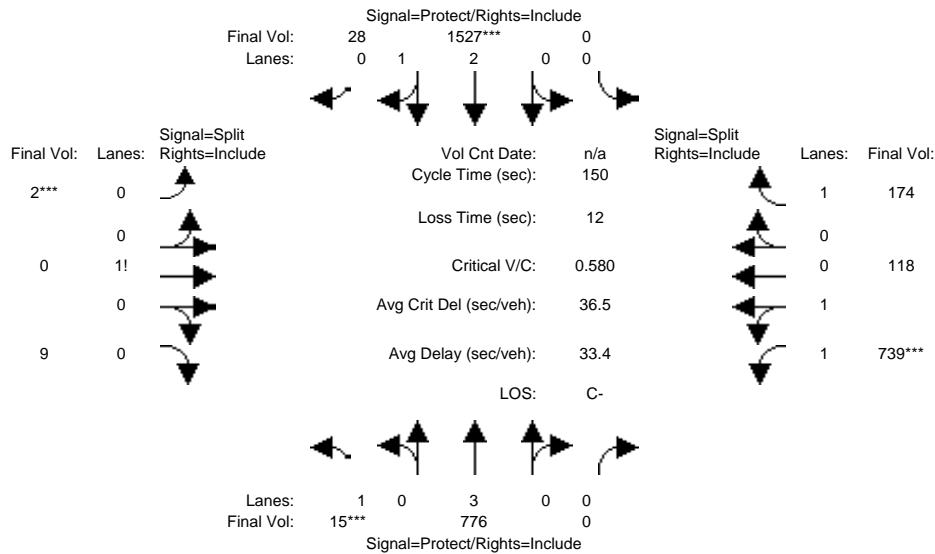 Signal=Protect/Rights=Include
Final Vol: 28 1527*** 0
Lanes: 0 1 2 0 0
Signal=Split Signal=Split
Final Vol: Lanes: Rights=Include Vol Cnt Date: n/a Rights=Include Lanes: Final Vol:
Cycle Time (sec): 150
2*** 0 1 174
Loss Time (sec): 12
0 0
0 1! Critical V/C: 0.580 0 118
0 Avg Crit Del (sec/veh): 36.5 1
9 0 Avg Delay (sec/veh): 33.4 1 739***
LOS: C-
Lanes: 1 0 3 0 0
Final Vol: 15*** 776 0
Signal=Protect/Rights=Include